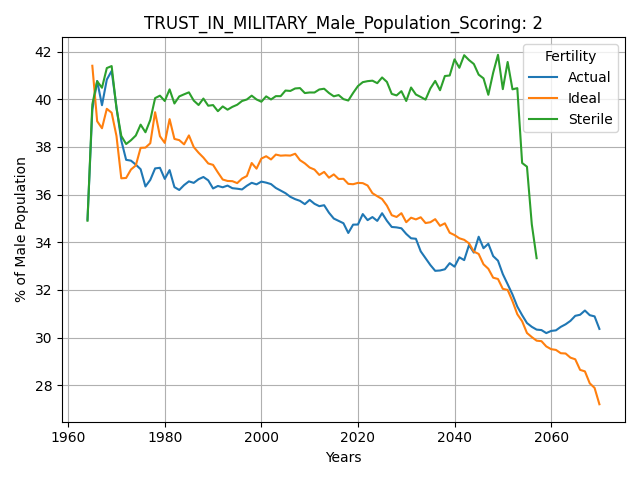 TRUST_IN_MILITARY_Male_Population_Scoring: 2
Fertility
Actual
Ideal
Sterile
% of Male Population
42
40
38
36
34
32
30
28
1960
1980
2000
2020
2040
2060
Years